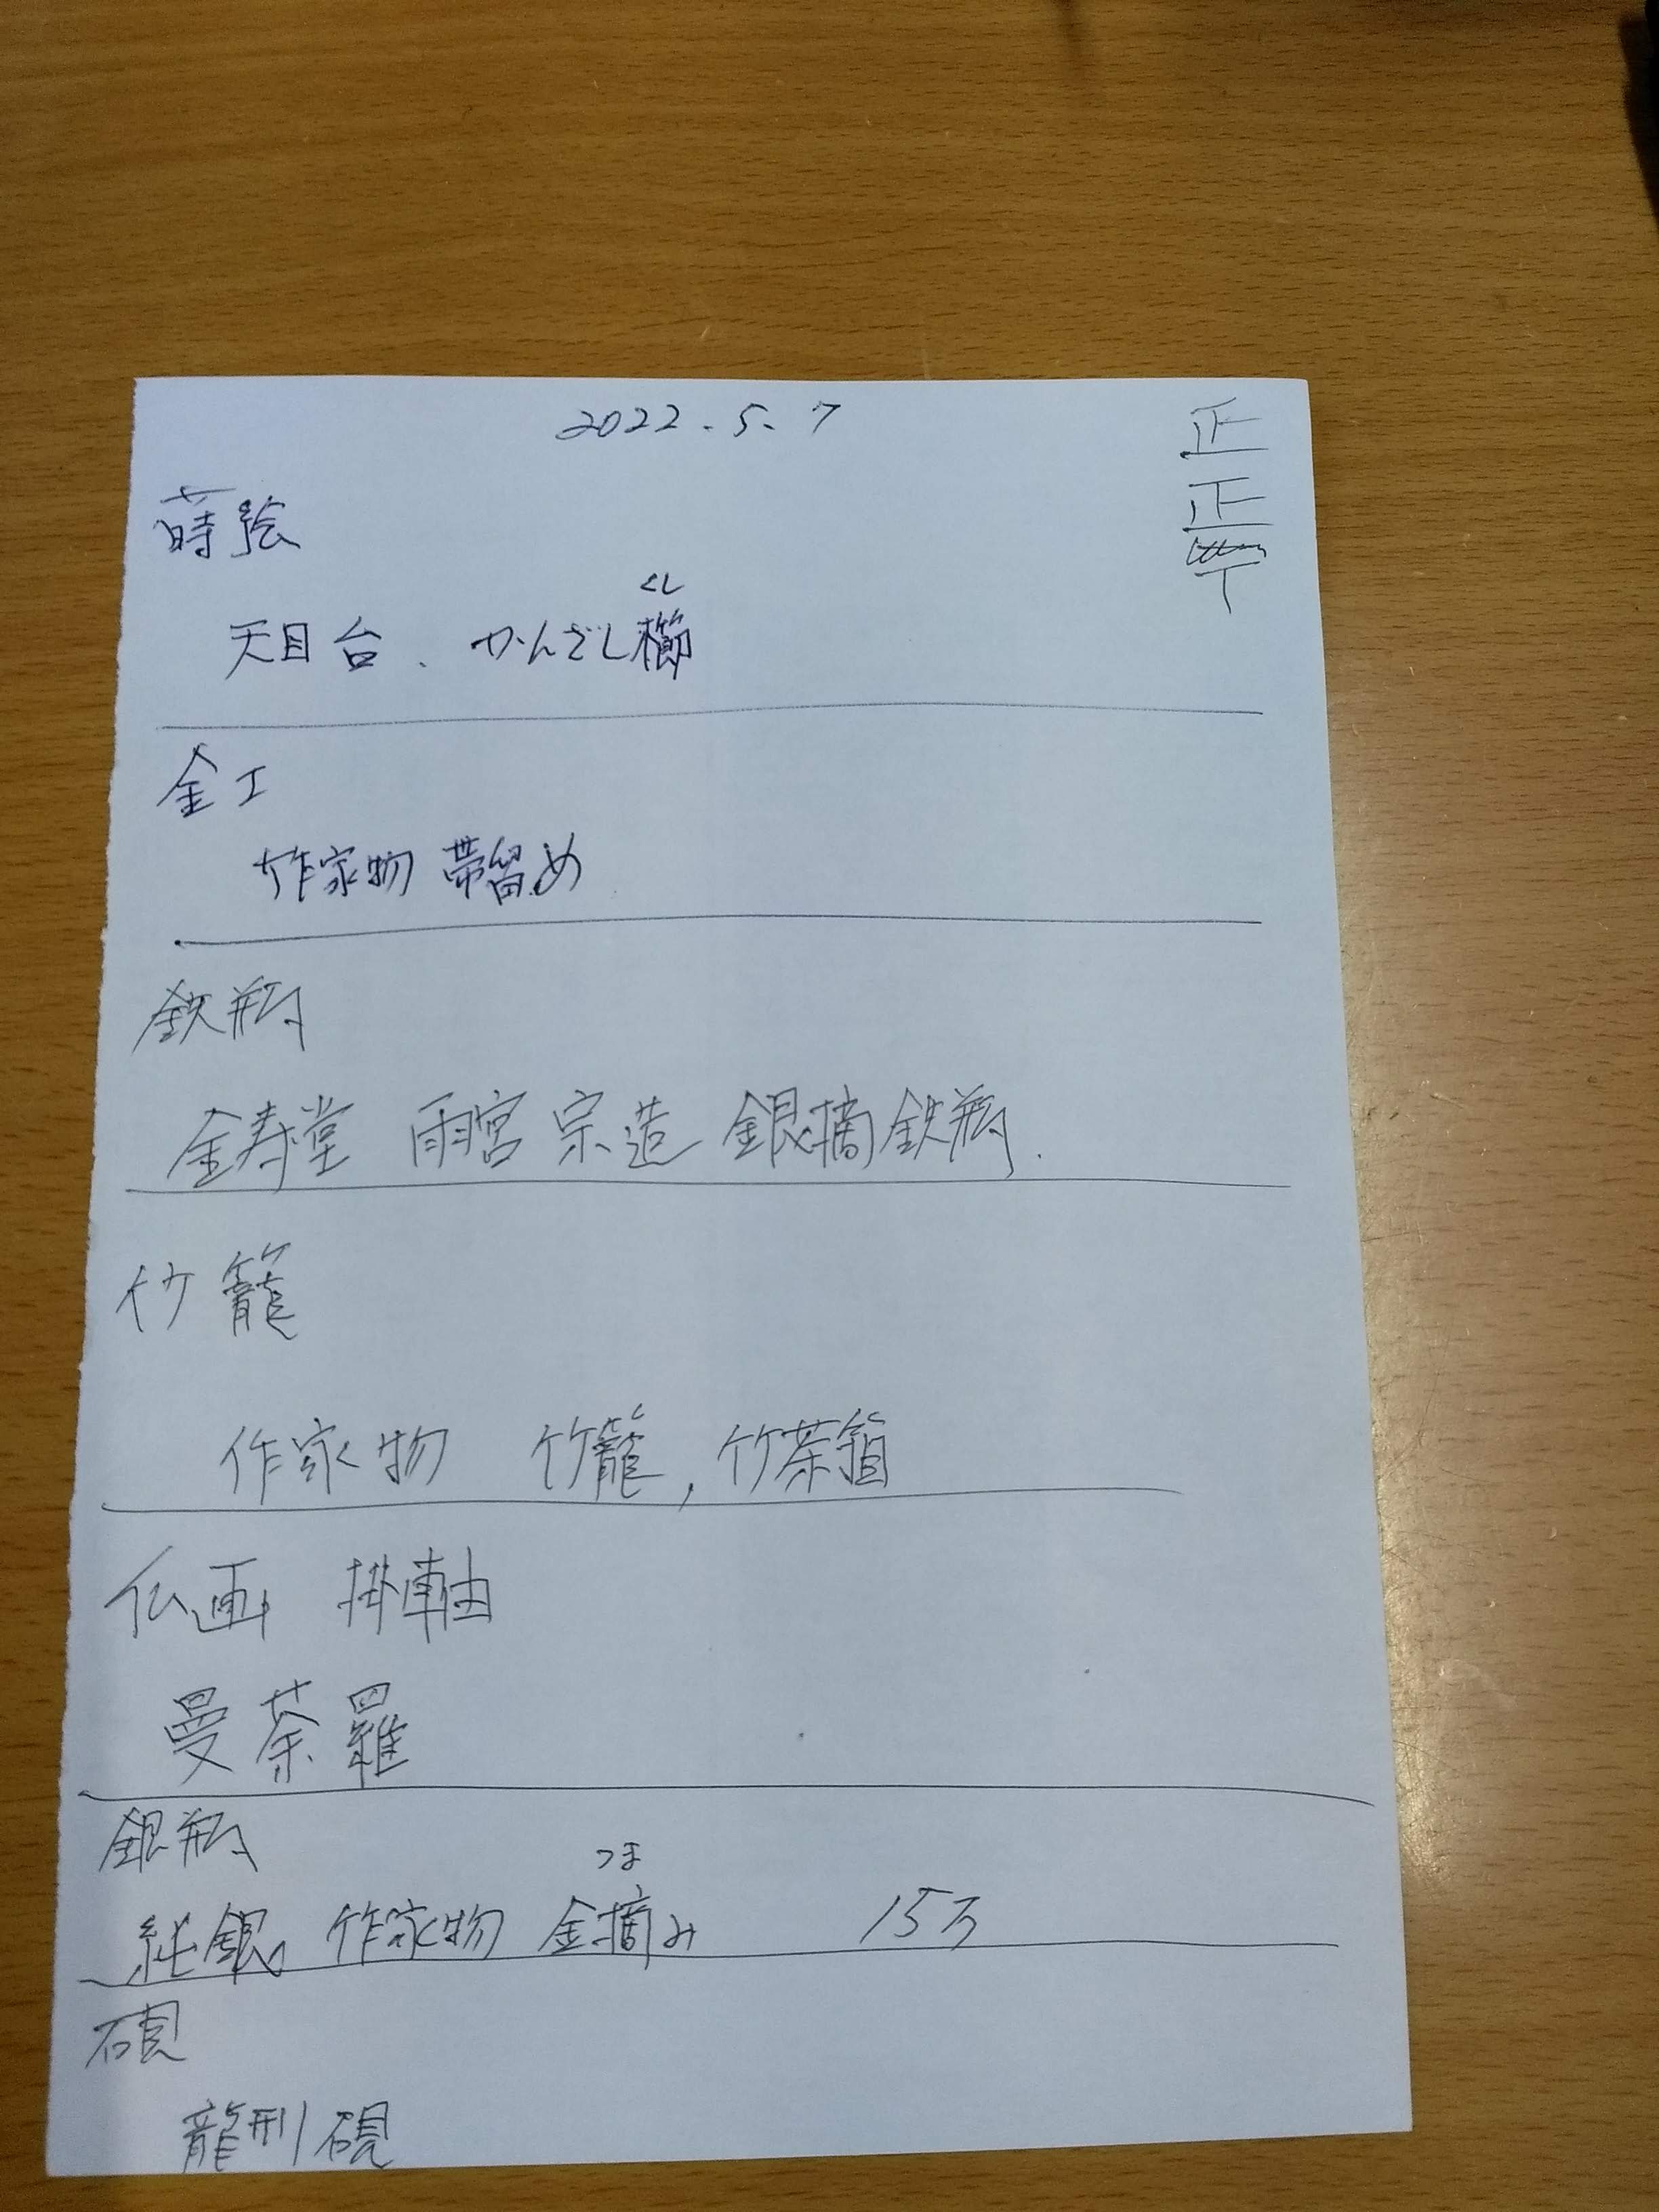 2022.5.7
正
正
T
蒔絵
くし
天目台、かんざし櫛
金工
作家物 帯留め
鉄瓶
金寿堂 雨宮宗造 銀摘鉄瓶.
竹籠
作家物 竹籠,竹茶箱
仏画 掛軸
曼荼羅
銀瓶
つま
純銀。作家物 金摘み 15万
硯
龍形硯